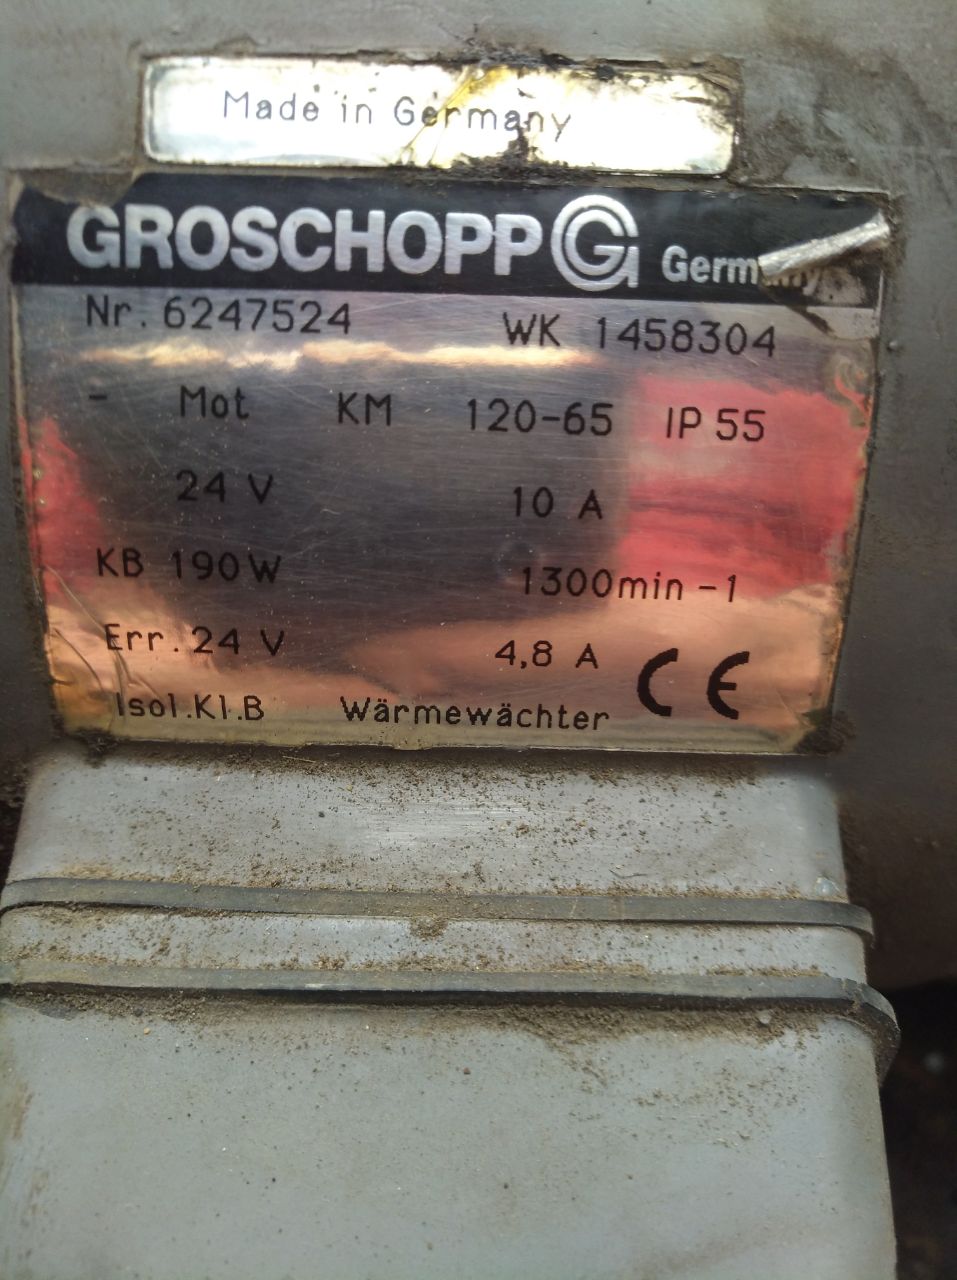 Made in Germany
GROSCHOPP G Germany
Nr. 6247524 WK 1458304
- Mot KM 120-65 IP 55
24 V 10 A
KB 190W 1300min -1
Err. 24 V 4,8 A
Isol.Kl.B Wärmewächter CE